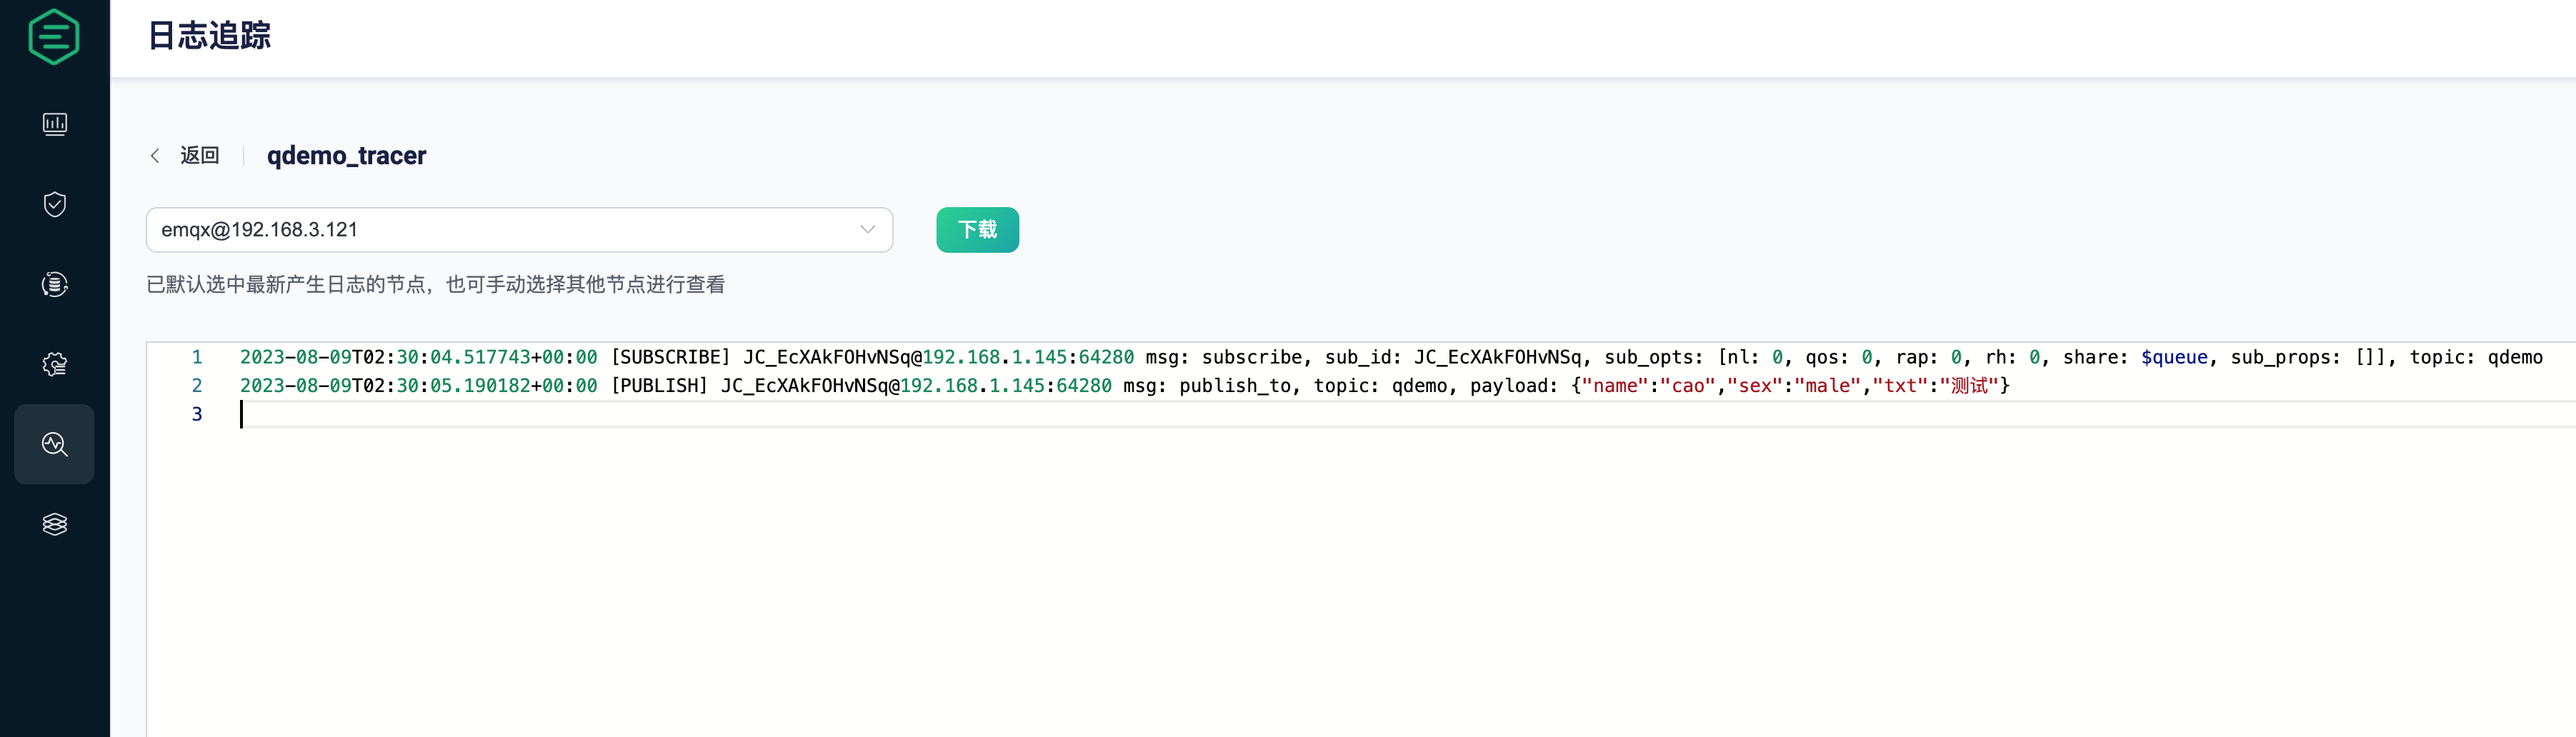 日志追踪
返回 qdemo_tracer
emqx@192.168.3.121 下载
已默认选中最新产生日志的节点，也可手动选择其他节点进行查看
1 2023-08-09T02:30:04.517743+00:00 [SUBSCRIBE] JC_EcXAkFOHvNSq@192.168.1.145:64280 msg: subscribe, sub_id: JC_EcXAkFOHvNSq, sub_opts: [nl: 0, qos: 0, rap: 0, rh: 0, share: $queue, sub_props: []], topic: qdemo
2 2023-08-09T02:30:05.190182+00:00 [PUBLISH] JC_EcXAkFOHvNSq@192.168.1.145:64280 msg: publish_to, topic: qdemo, payload: {"name":"cao","sex":"male","txt":"测试"}
3